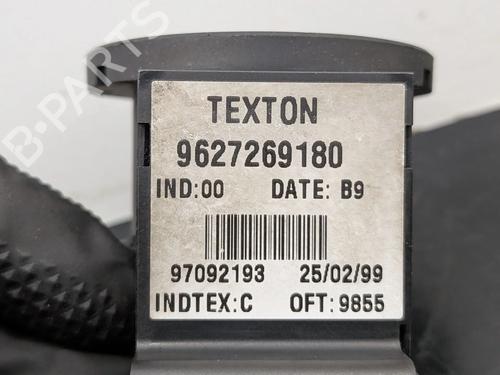 B-PARTS
TEXTON
9627269180
IND:00 DATE: B9
97092193 25/02/99
INDTEX:C OFT:9855